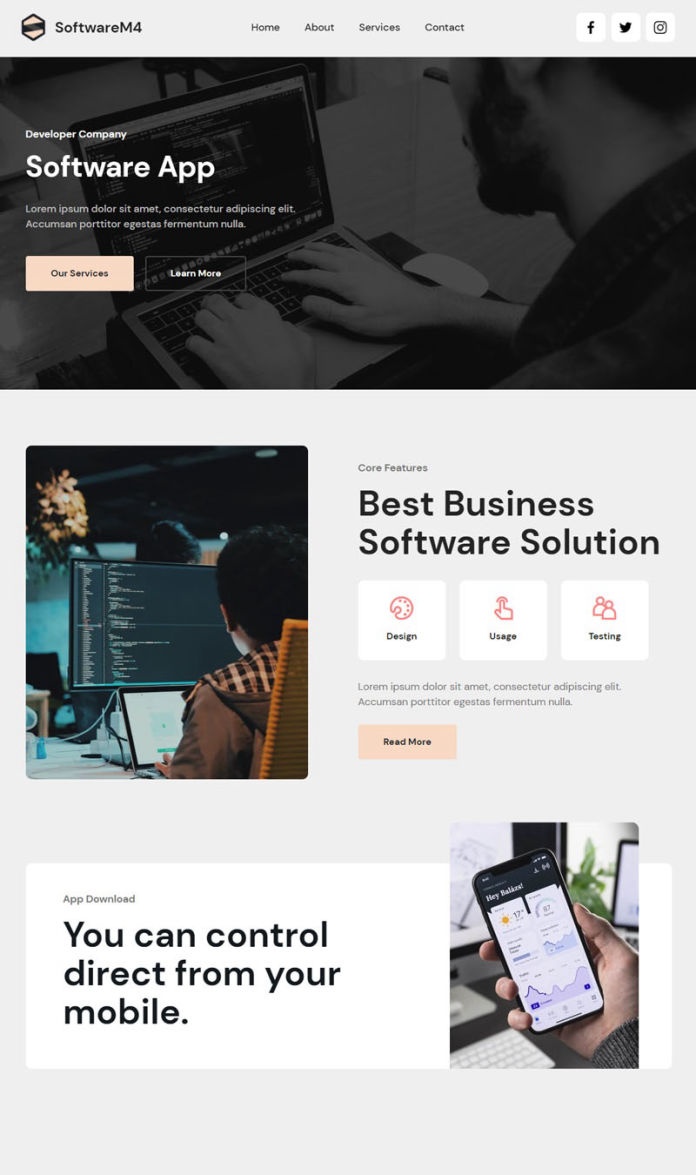 SoftwareM4
Home About Services Contact
Developer Company
Software App
Lorem ipsum dolor sit amet, consectetur adipiscing elit.
Accumsan porttitor egestas fermentum nulla.
Our Services Learn More
Core Features
Best Business
Software Solution
Design Usage Testing
Lorem ipsum dolor sit amet, consectetur adipiscing elit.
Accumsan porttitor egestas fermentum nulla.
Read More
App Download
You can control
direct from your
mobile.
Hey Balázs!
17°